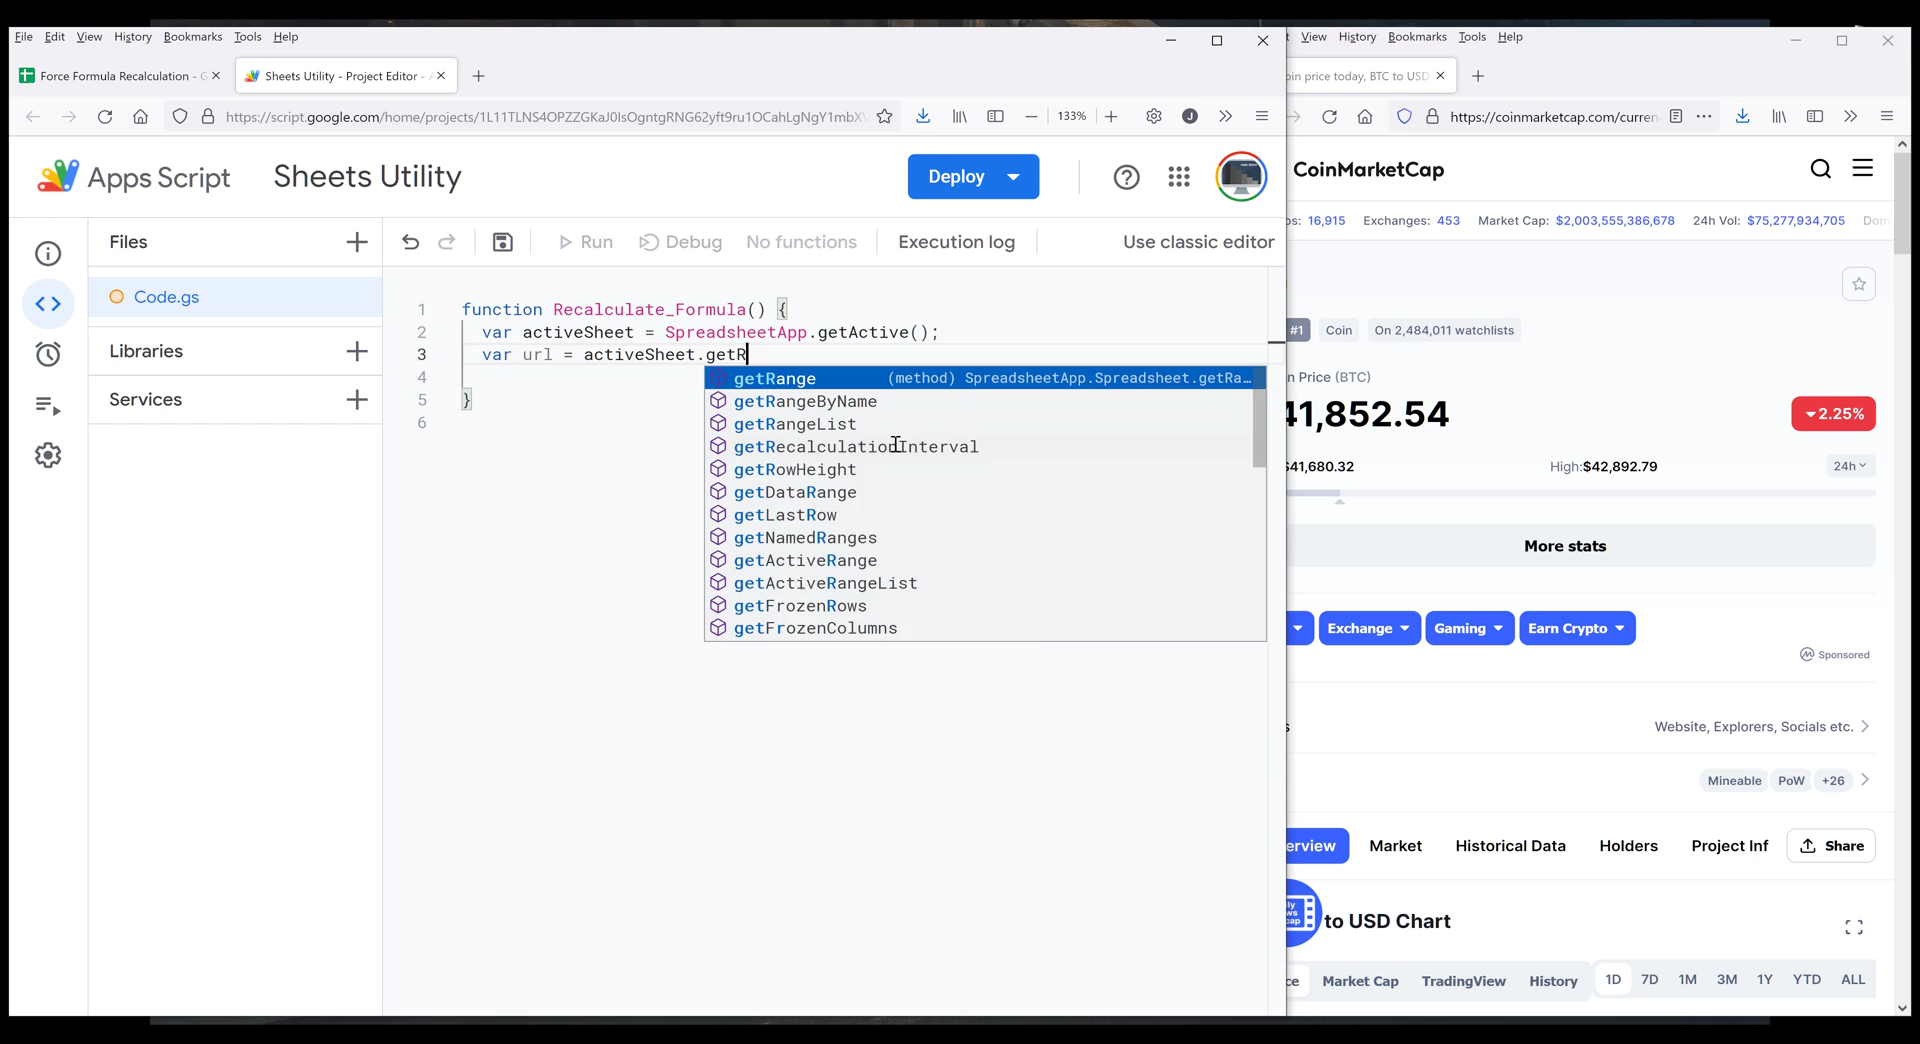 File Edit View History Bookmarks Tools Help
View History Bookmarks Tools Help
Force Formula Recalculation - G
Sheets Utility - Project Editor -
oin price today, BTC to USD
133%
J
https://coinmarketcap.com/curren
Apps Script
Sheets Utility
Deploy
CoinMarketCap
16,915 Exchanges: 453 Market Cap: $2,003,555,386,678 24h Vol: $75,277,934,705 Dom
Files
Run
Debug
No functions
Execution log
Use classic editor
Code.gs
Libraries
Services
1 function Recalculate_Formula() {
2 var activeSheet = SpreadsheetApp.getActive();
3 var url = activeSheet.getR
4
5 }
6
getRange (method) SpreadsheetApp.Spreadsheet.getRa…
getRangeByName
getRangeList
getRecalculationInterval
getRowHeight
getDataRange
getLastRow
getNamedRanges
getActiveRange
getActiveRangeList
getFrozenRows
getFrozenColumns
#1 Coin On 2,484,011 watchlists
n Price (BTC)
41,852.54
2.25%
$41,680.32
High:$42,892.79
24h
More stats
Exchange Gaming Earn Crypto
Sponsored
Website, Explorers, Socials etc.
Mineable PoW +26
erview Market Historical Data Holders Project Inf Share
to USD Chart
ce Market Cap TradingView History 1D 7D 1M 3M 1Y YTD ALL